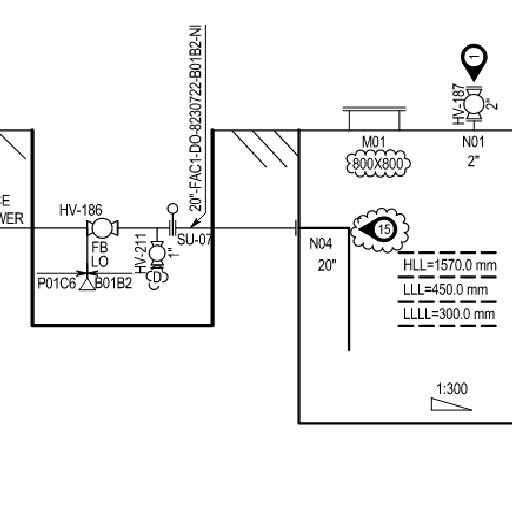 20"-FAC1-DO-8230722-B01B2-NI
1
HV-187
2"
M01
800X800
N01
2"
CE
WER
HV-186
FB
LO
HV-211
1"
SU-07
D
P01C6
B01B2
N04
20"
15
HLL=1570.0 mm
LLL=450.0 mm
LLLL=300.0 mm
1:300